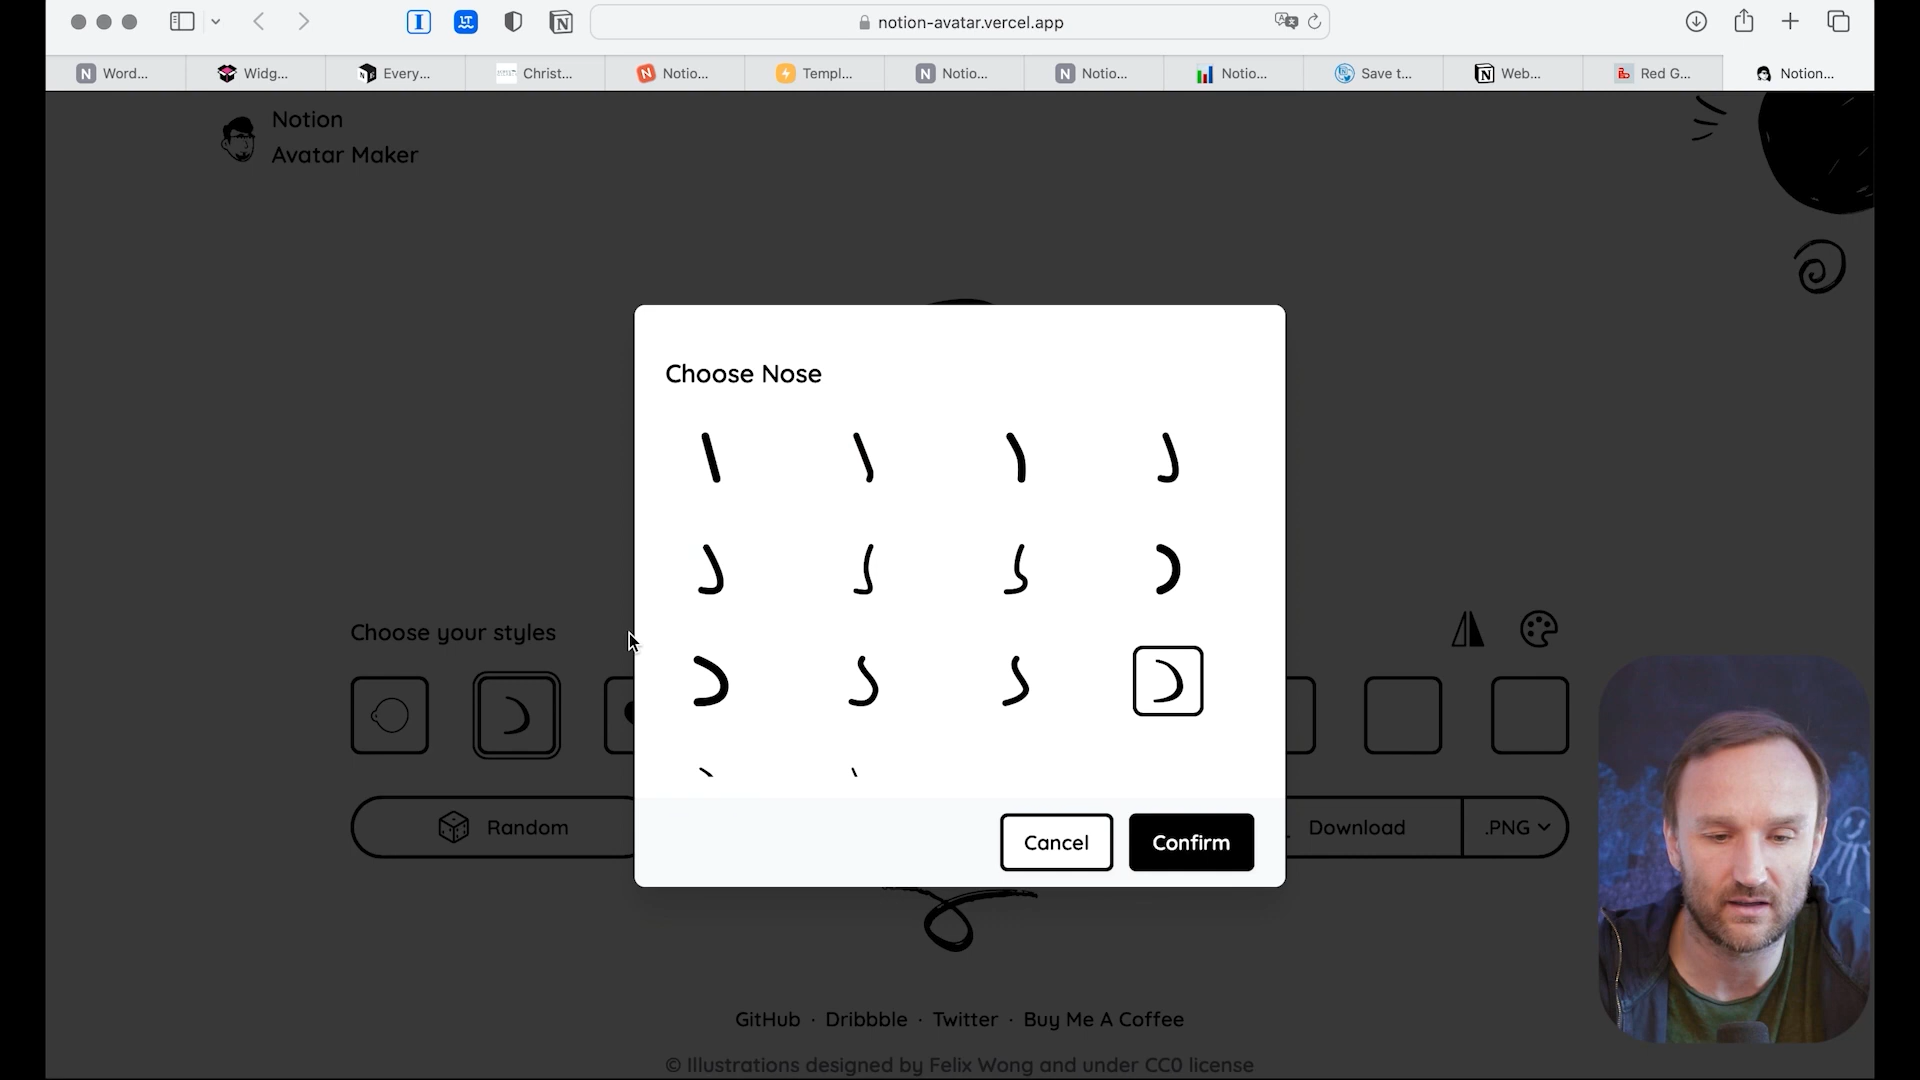 notion-avatar.vercel.app
Word...
Widg...
Every...
Christ...
Notio...
Templ...
Notio...
Notio...
Notio...
Save t...
Web...
Red G...
Notion...
Notion
Avatar Maker
Choose Nose
Choose your styles
Random
Cancel
Confirm
Download
.PNG
GitHub · Dribbble · Twitter · Buy Me A Coffee
© Illustrations designed by Felix Wong and under CC0 license